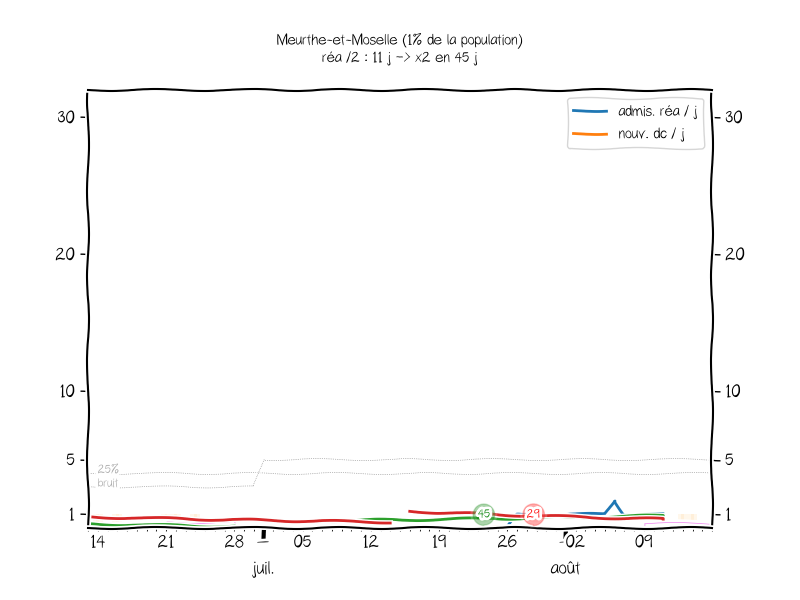 Meurthe-et-Moselle (1% de la population)
réa /2 : 11 j -> x2 en 45 j
admis. réa / j
nouv. dc / j
30
30
20
20
10
10
5
5
25%
bruit
1
1
45
29
14 21 28 05 12 19 26 02 09
juil. août